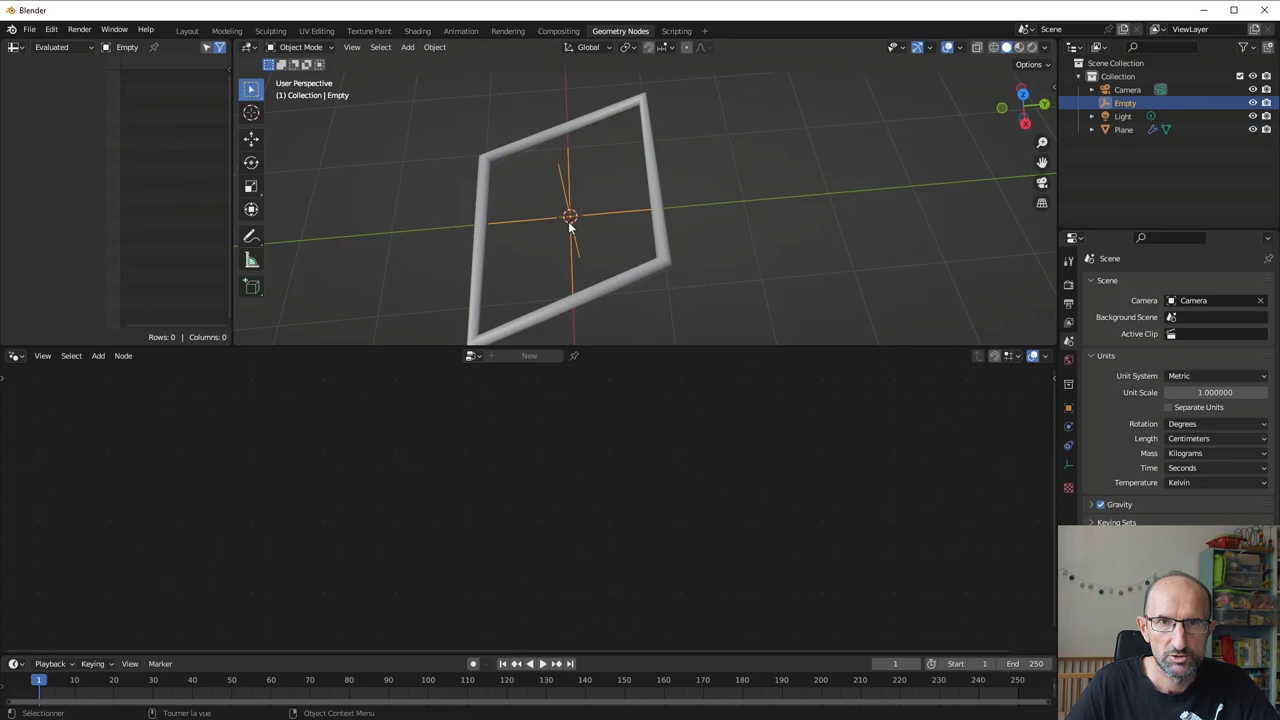 Blender
File Edit Render Window Help Layout Modeling Sculpting UV Editing Texture Paint Shading Animation Rendering Geometry Nodes Compositing Scripting + Scene ViewLayer
Evaluated Empty Object Mode View Select Add Object Global
Options
User Perspective
(1) Collection | Empty
Z
Y
X
Rows: 0 | Columns: 0
View Select Add Node New
Scene Collection
Collection
Camera
Empty
Light
Plane
Scene
Scene
Camera Camera
Background Scene
Active Clip
Units
Unit System Metric
Unit Scale 1.000000
Separate Units
Rotation Degrees
Length Centimeters
Mass Kilograms
Time Seconds
Temperature Kelvin
Gravity
Keying Sets
Playback Keying View Marker 1 Start 1 End 250
1 10 20 30 40 50 60 70 80 90 100 110 120 130 140 150 160 170 180 190 200 210 220 230 240 250
Sélectionner Tourner la vue Object Context Menu